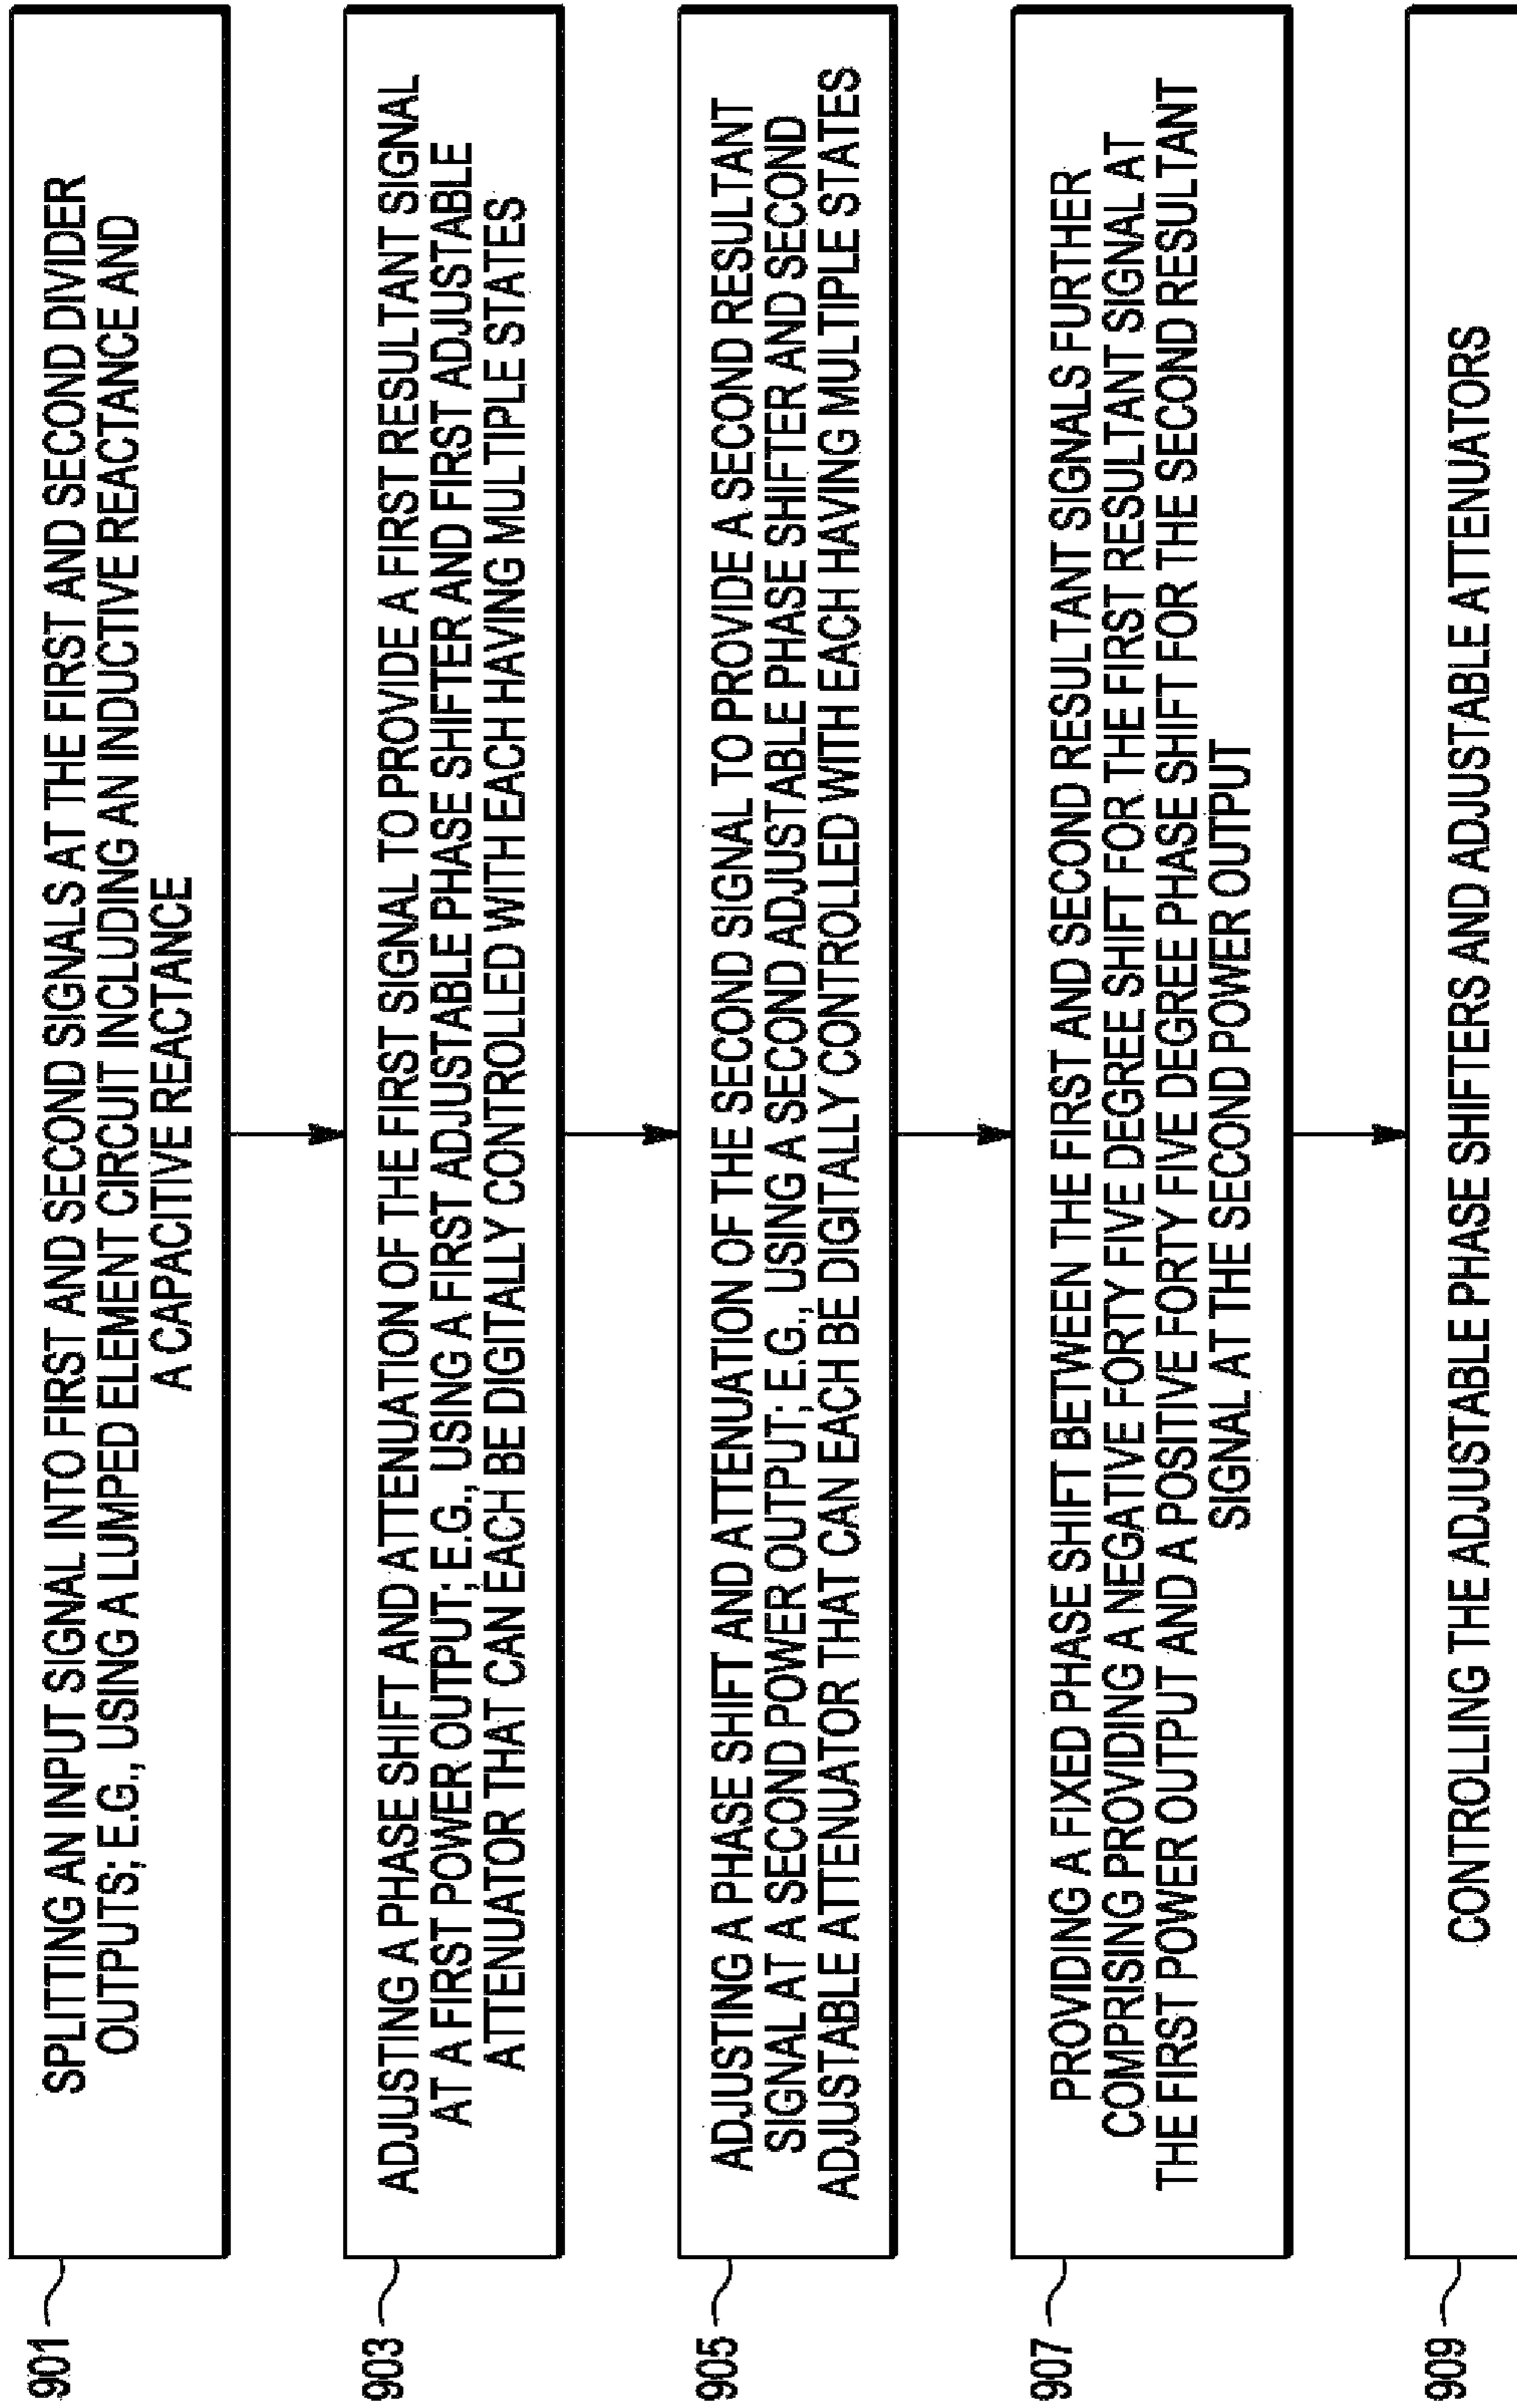 901
SPLITTING AN INPUT SIGNAL INTO FIRST AND SECOND SIGNALS AT THE FIRST AND SECOND DIVIDER
OUTPUTS; E.G., USING A LUMPED ELEMENT CIRCUIT INCLUDING AN INDUCTIVE REACTANCE AND
A CAPACITIVE REACTANCE
903
ADJUSTING A PHASE SHIFT AND ATTENUATION OF THE FIRST SIGNAL TO PROVIDE A FIRST RESULTANT SIGNAL
AT A FIRST POWER OUTPUT; E.G., USING A FIRST ADJUSTABLE PHASE SHIFTER AND FIRST ADJUSTABLE
ATTENUATOR THAT CAN EACH BE DIGITALLY CONTROLLED WITH EACH HAVING MULTIPLE STATES
905
ADJUSTING A PHASE SHIFT AND ATTENUATION OF THE SECOND SIGNAL TO PROVIDE A SECOND RESULTANT
SIGNAL AT A SECOND POWER OUTPUT; E.G., USING A SECOND ADJUSTABLE PHASE SHIFTER AND SECOND
ADJUSTABLE ATTENUATOR THAT CAN EACH BE DIGITALLY CONTROLLED WITH EACH HAVING MULTIPLE STATES
907
PROVIDING A FIXED PHASE SHIFT BETWEEN THE FIRST AND SECOND RESULTANT SIGNALS FURTHER
COMPRISING PROVIDING A NEGATIVE FORTY FIVE DEGREE SHIFT FOR THE FIRST RESULTANT SIGNAL AT
THE FIRST POWER OUTPUT AND A POSITIVE FORTY FIVE DEGREE PHASE SHIFT FOR THE SECOND RESULTANT
SIGNAL AT THE SECOND POWER OUTPUT
909
CONTROLLING THE ADJUSTABLE PHASE SHIFTERS AND ADJUSTABLE ATTENUATORS